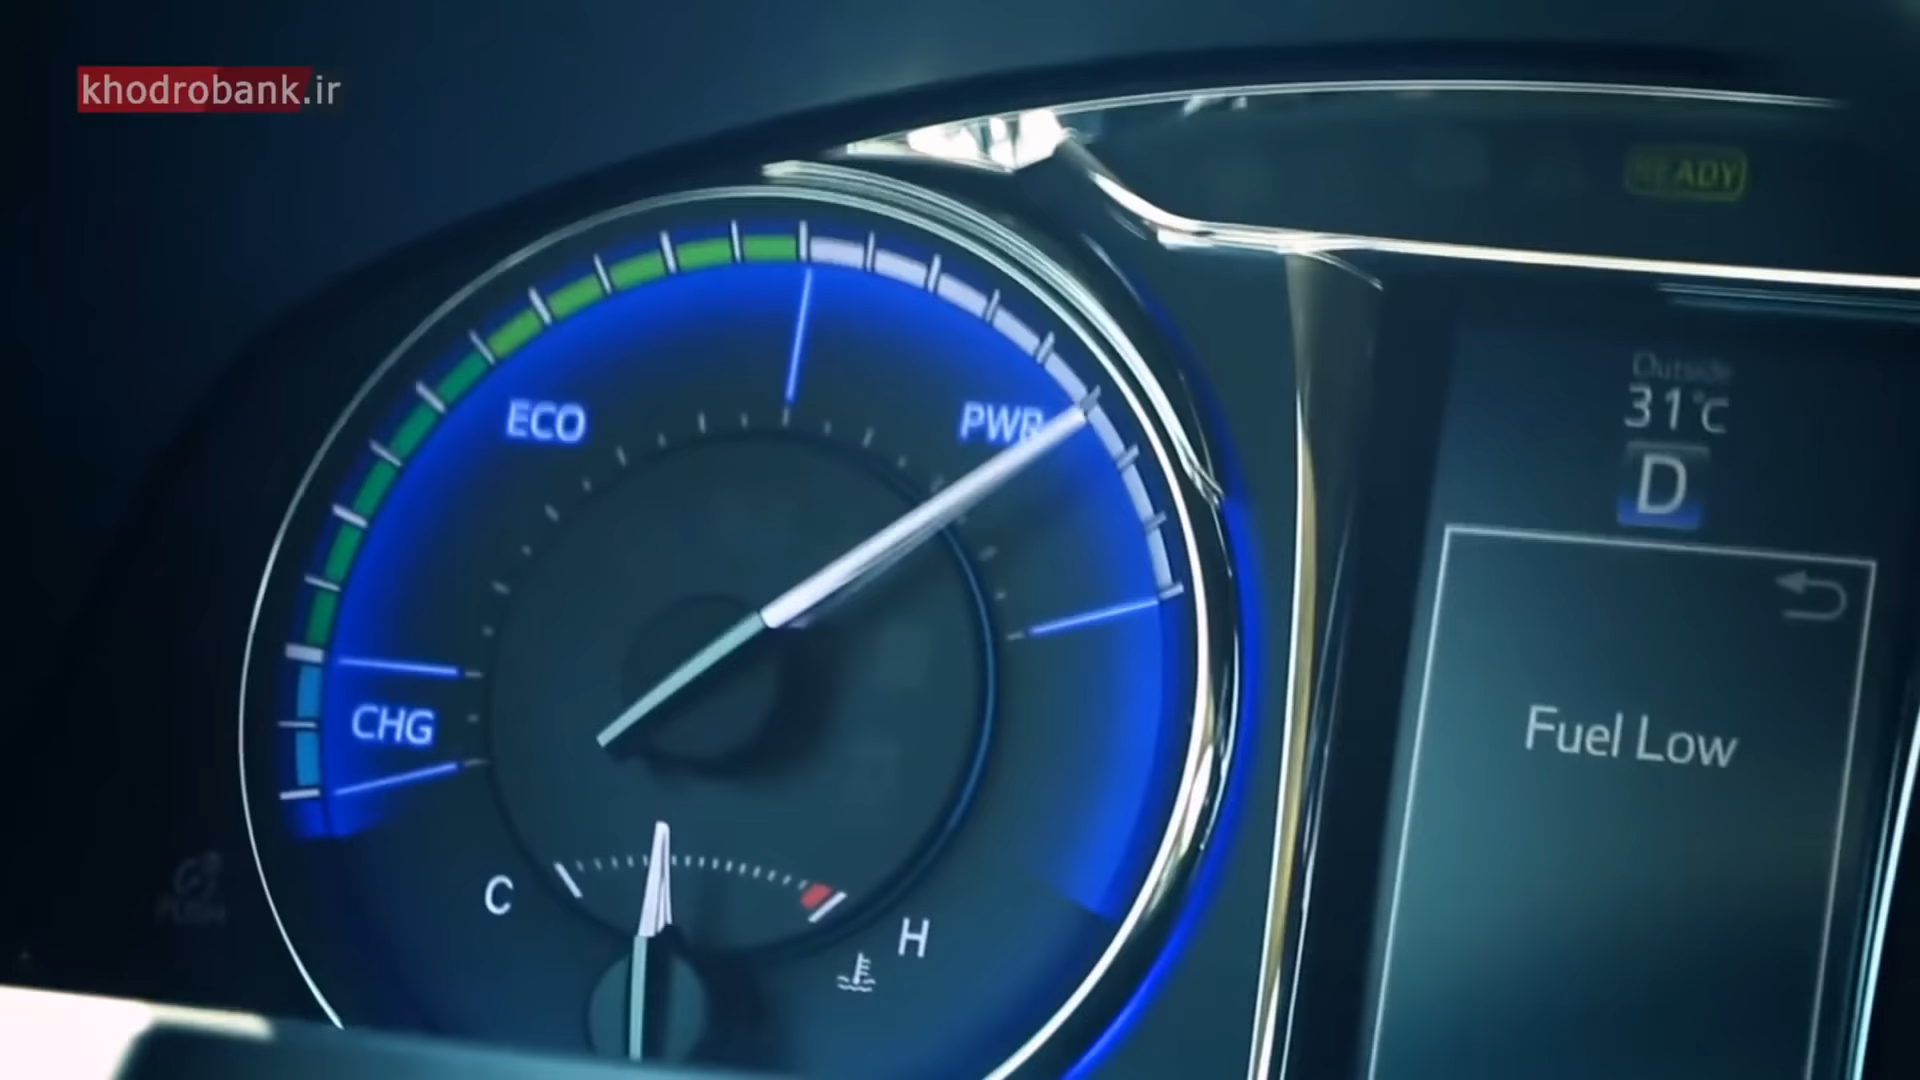 khodrobank.ir
READY
Outside
31°C
D
ECO
PWR
CHG
Fuel Low
C
H